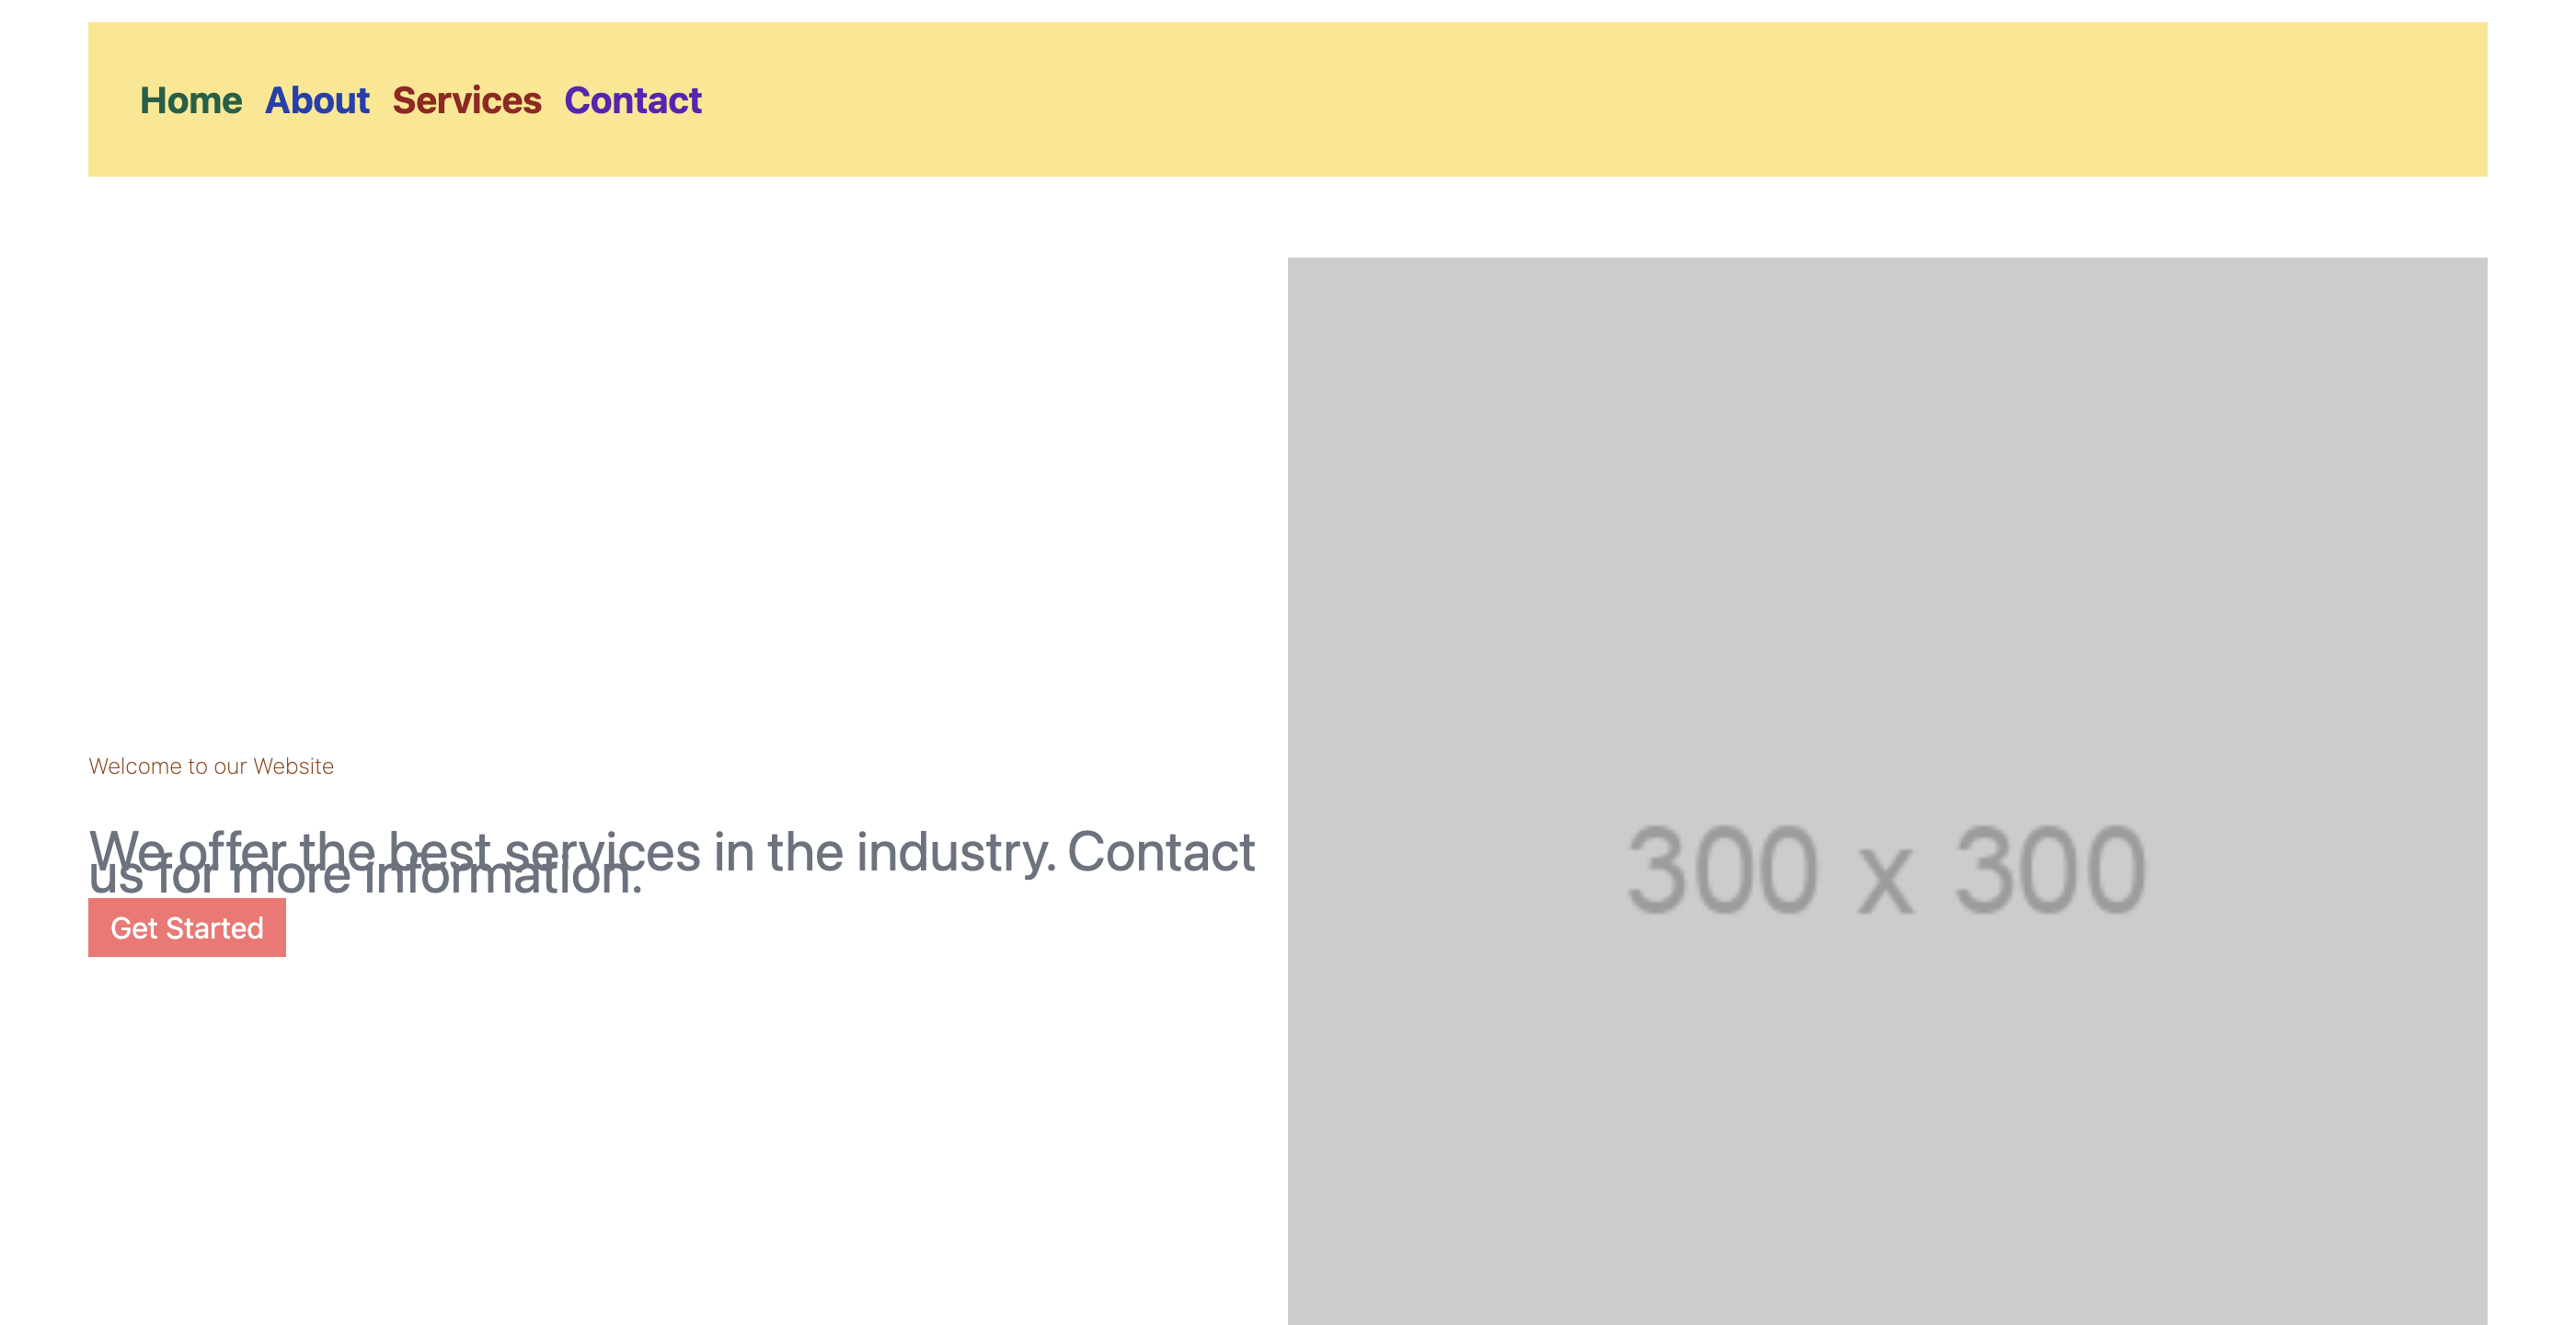 Home About Services Contact
Welcome to our Website
We offer the best services in the industry. Contact
us for more information.
Get Started
300 x 300